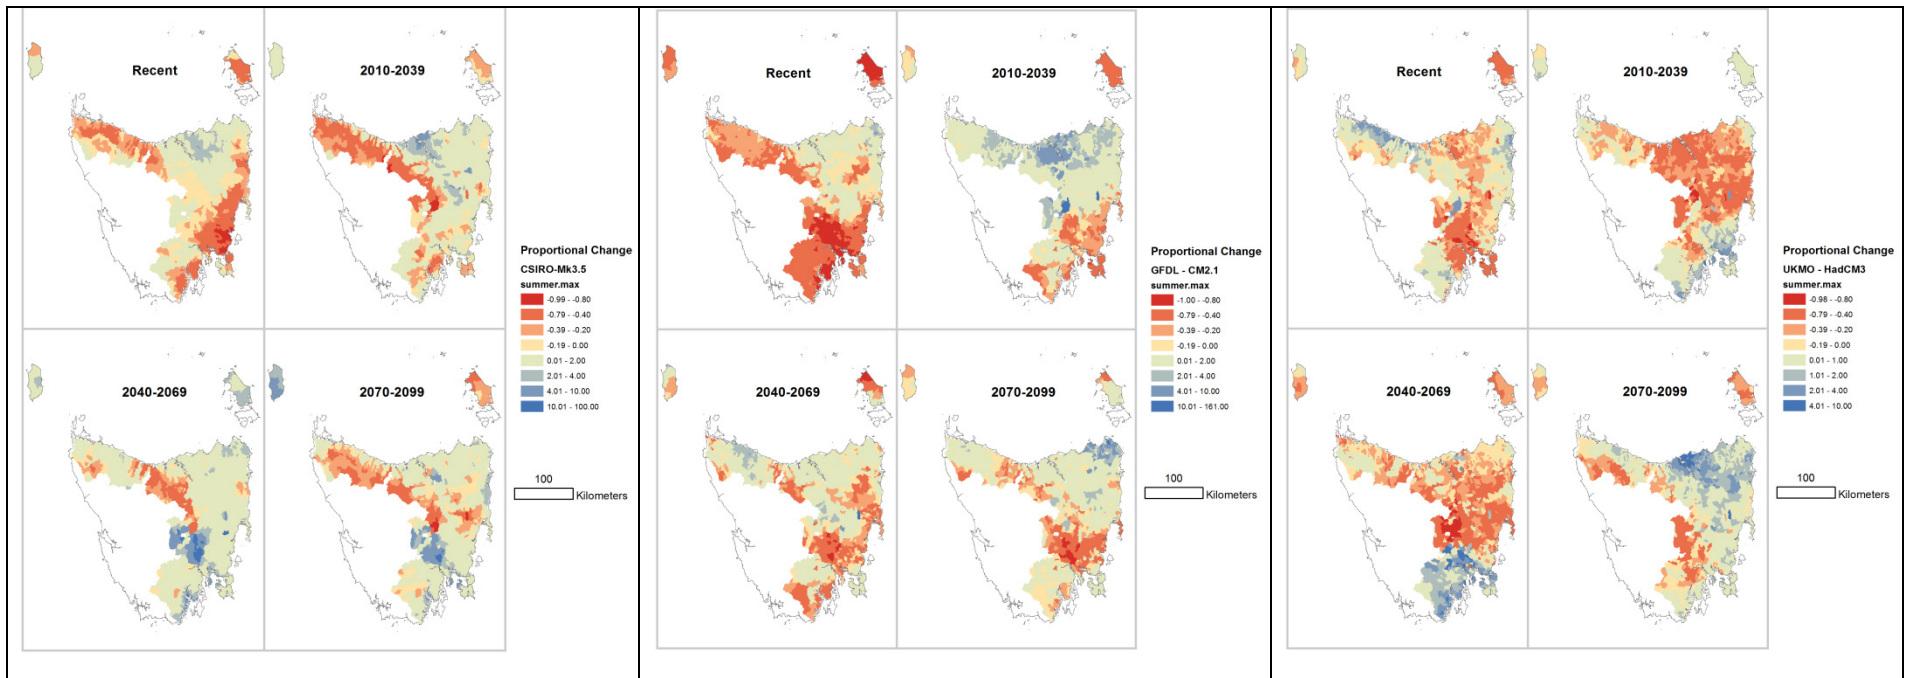 Recent
2010-2039
2040-2069
2070-2099
Proportional Change
CSIRO-Mk3.5
summer.max
-0.99 - -0.80
-0.79 - -0.40
-0.39 - -0.20
-0.19 - 0.00
0.01 - 2.00
2.01 - 4.00
4.01 - 10.00
10.01 - 100.00
100
Kilometers
Recent
2010-2039
2040-2069
2070-2099
Proportional Change
GFDL - CM2.1
summer.max
-1.00 - -0.80
-0.79 - -0.40
-0.39 - -0.20
-0.19 - 0.00
0.01 - 2.00
2.01 - 4.00
4.01 - 10.00
10.01 - 161.00
100
Kilometers
Recent
2010-2039
2040-2069
2070-2099
Proportional Change
UKMO - HadCM3
summer.max
-0.98 - -0.80
-0.79 - -0.40
-0.39 - -0.20
-0.19 - 0.00
0.01 - 1.00
1.01 - 2.00
2.01 - 4.00
4.01 - 10.00
100
Kilometers